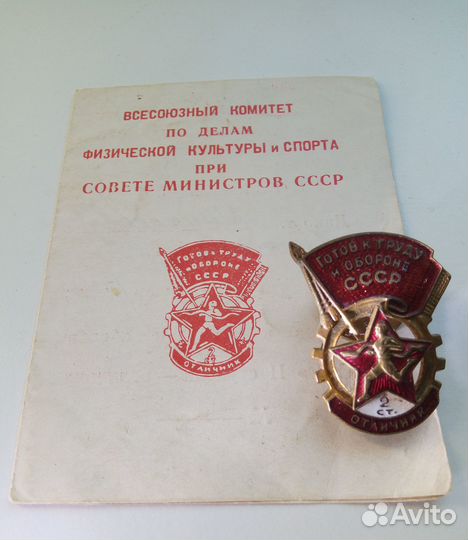 ВСЕСОЮЗНЫЙ КОМИТЕТ
ПО ДЕЛАМ
ФИЗИЧЕСКОЙ КУЛЬТУРЫ и СПОРТА
ПРИ
СОВЕТЕ МИНИСТРОВ СССР
ГОТОВ К ТРУДУ
и ОБОРОНЕ
СССР
2
ОТЛИЧНИК
ГОТОВ К ТРУДУ
И ОБОРОНЕ
СССР
2
СТ.
ОТЛИЧНИК
Avito